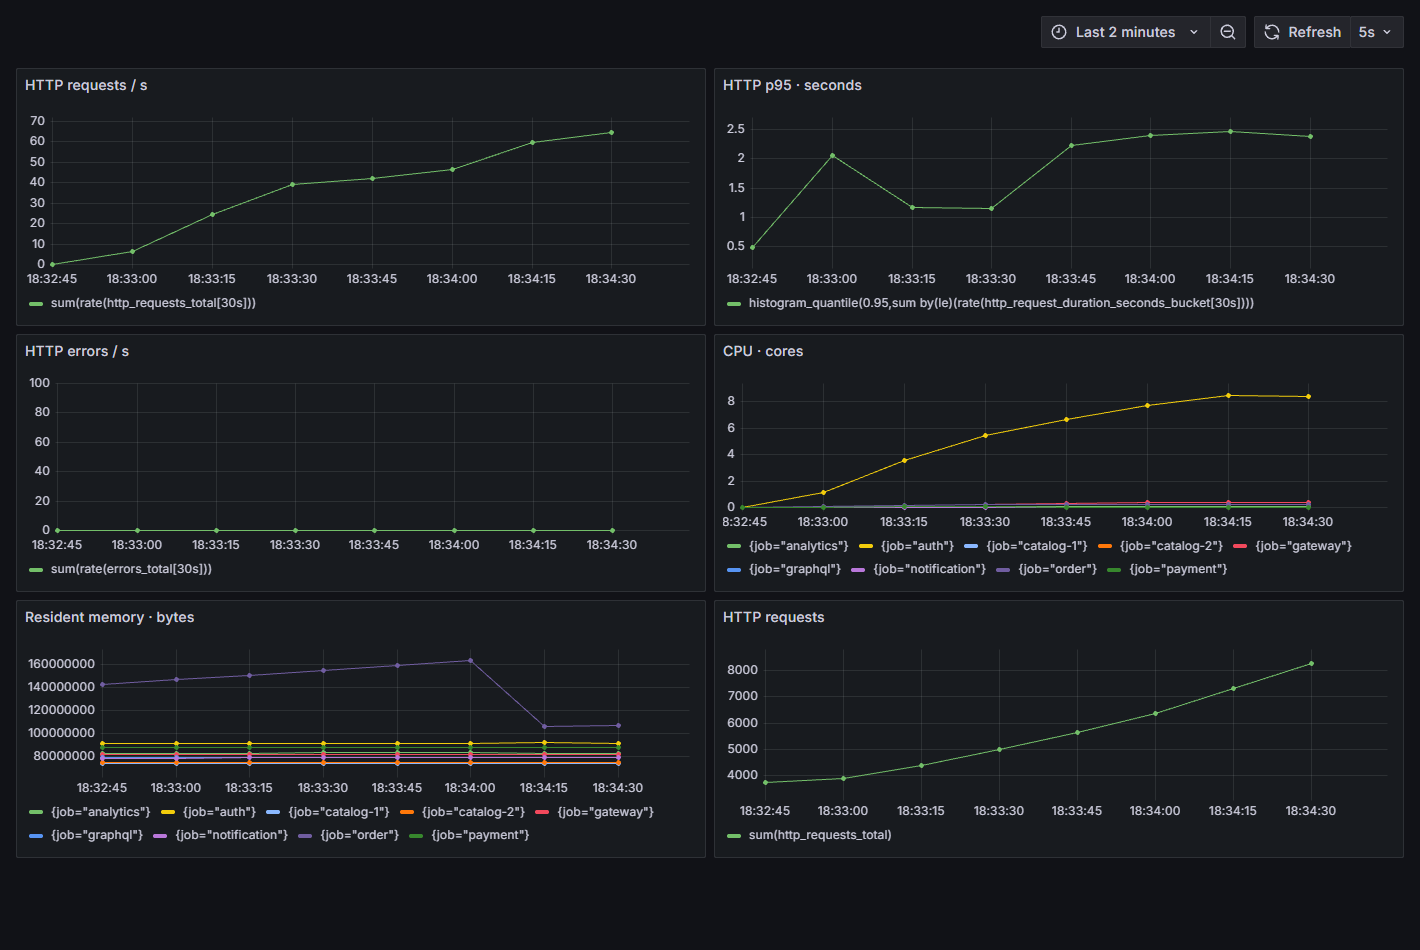 Last 2 minutes
Refresh
5s
HTTP requests / s
70
60
50
40
30
20
10
0
18:32:45 18:33:00 18:33:15 18:33:30 18:33:45 18:34:00 18:34:15 18:34:30
sum(rate(http_requests_total[30s]))
HTTP p95 · seconds
2.5
2
1.5
1
0.5
18:32:45 18:33:00 18:33:15 18:33:30 18:33:45 18:34:00 18:34:15 18:34:30
histogram_quantile(0.95,sum by(le)(rate(http_request_duration_seconds_bucket[30s])))
HTTP errors / s
100
80
60
40
20
0
18:32:45 18:33:00 18:33:15 18:33:30 18:33:45 18:34:00 18:34:15 18:34:30
sum(rate(errors_total[30s]))
CPU · cores
8
6
4
2
0
8:32:45 18:33:00 18:33:15 18:33:30 18:33:45 18:34:00 18:34:15 18:34:30
{job="analytics"} {job="auth"} {job="catalog-1"} {job="catalog-2"} {job="gateway"}
{job="graphql"} {job="notification"} {job="order"} {job="payment"}
Resident memory · bytes
160000000
140000000
120000000
100000000
80000000
18:32:45 18:33:00 18:33:15 18:33:30 18:33:45 18:34:00 18:34:15 18:34:30
{job="analytics"} {job="auth"} {job="catalog-1"} {job="catalog-2"} {job="gateway"}
{job="graphql"} {job="notification"} {job="order"} {job="payment"}
HTTP requests
8000
7000
6000
5000
4000
18:32:45 18:33:00 18:33:15 18:33:30 18:33:45 18:34:00 18:34:15 18:34:30
sum(http_requests_total)